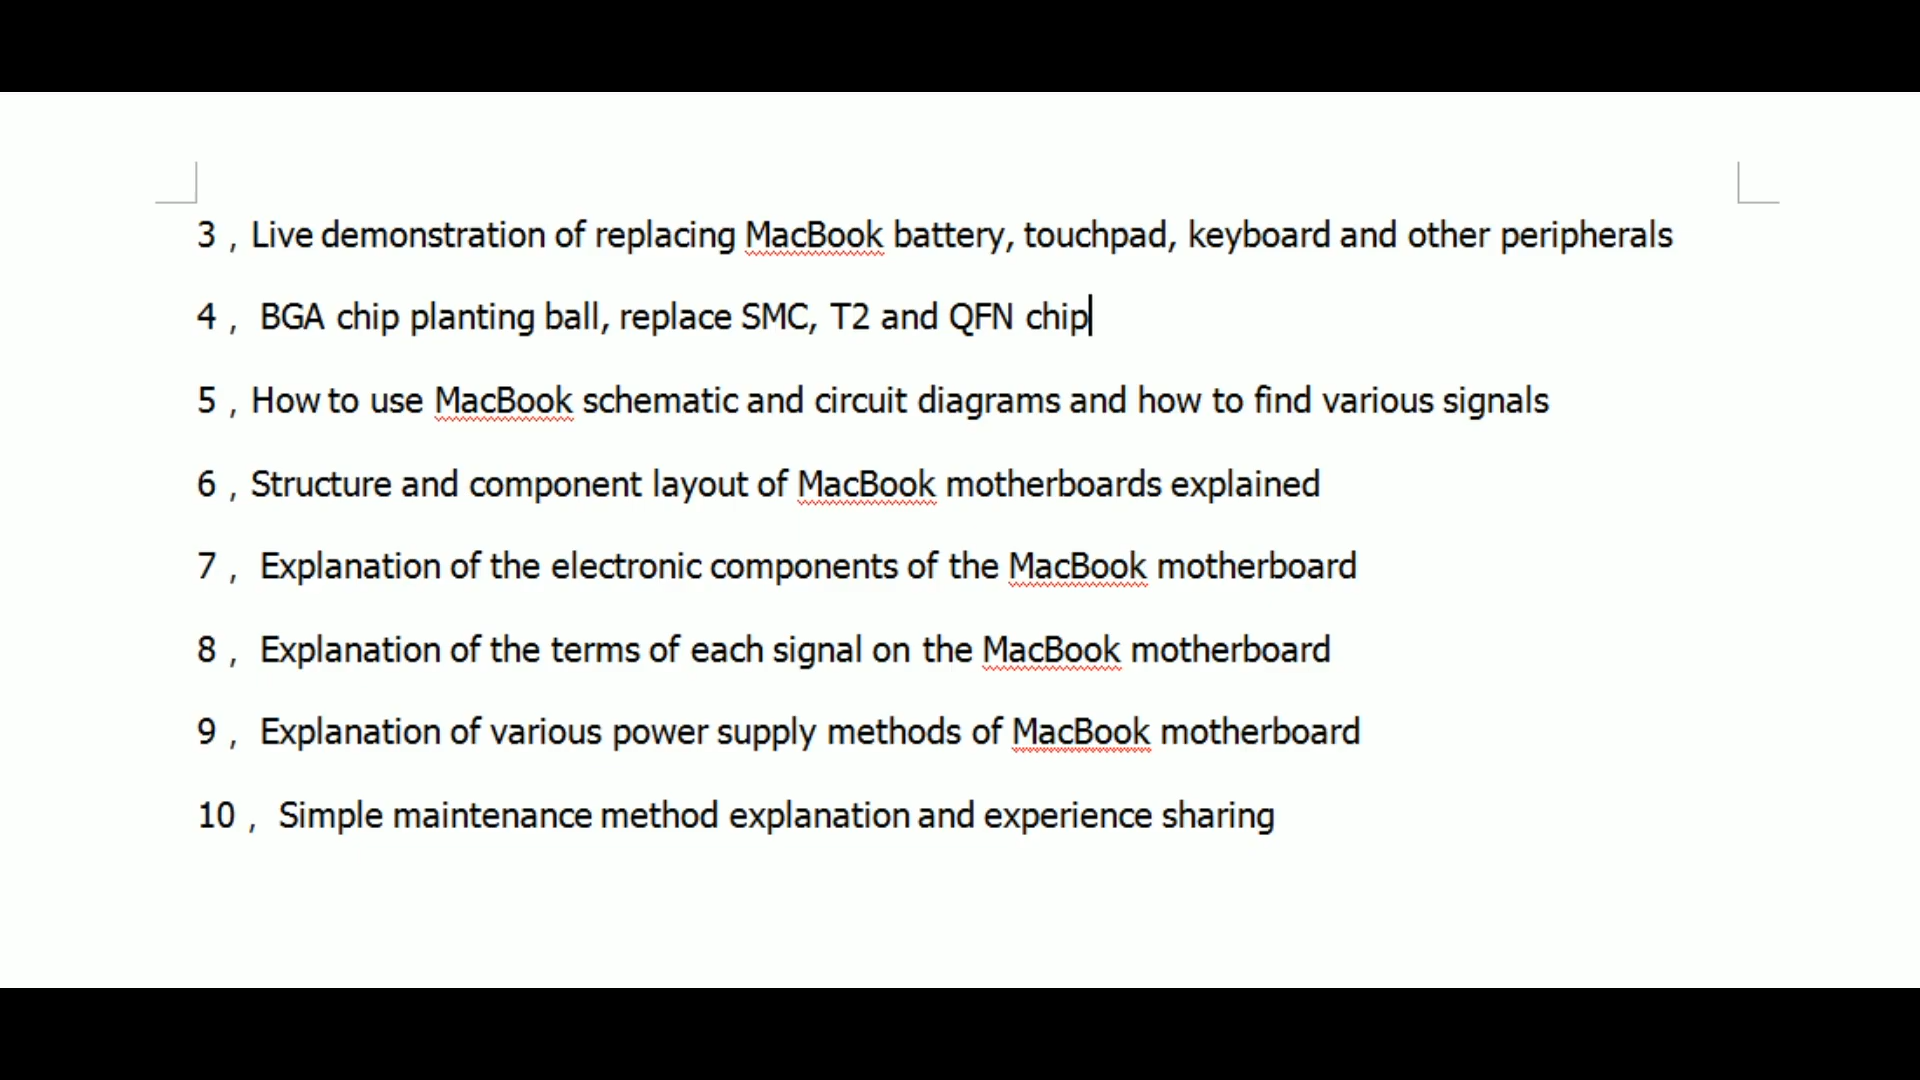 3 , Live demonstration of replacing MacBook battery, touchpad, keyboard and other peripherals
4 , BGA chip planting ball, replace SMC, T2 and QFN chip
5 , How to use MacBook schematic and circuit diagrams and how to find various signals
6 , Structure and component layout of MacBook motherboards explained
7 , Explanation of the electronic components of the MacBook motherboard
8 , Explanation of the terms of each signal on the MacBook motherboard
9 , Explanation of various power supply methods of MacBook motherboard
10 , Simple maintenance method explanation and experience sharing